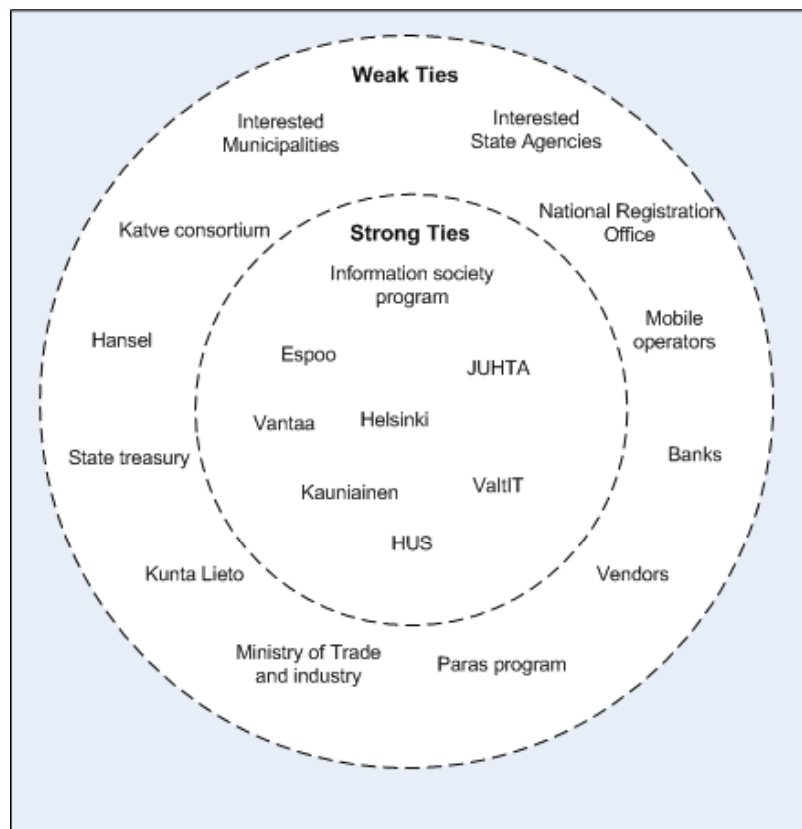 Weak Ties
Interested
Municipalities
Interested
State Agencies
Katve consortium
National Registration
Office
Strong Ties
Information society
program
Hansel
Mobile
operators
Espoo
JUHTA
Vantaa
Helsinki
State treasury
Banks
Kauniainen
ValtIT
HUS
Kunta Lieto
Vendors
Ministry of Trade
and industry
Paras program